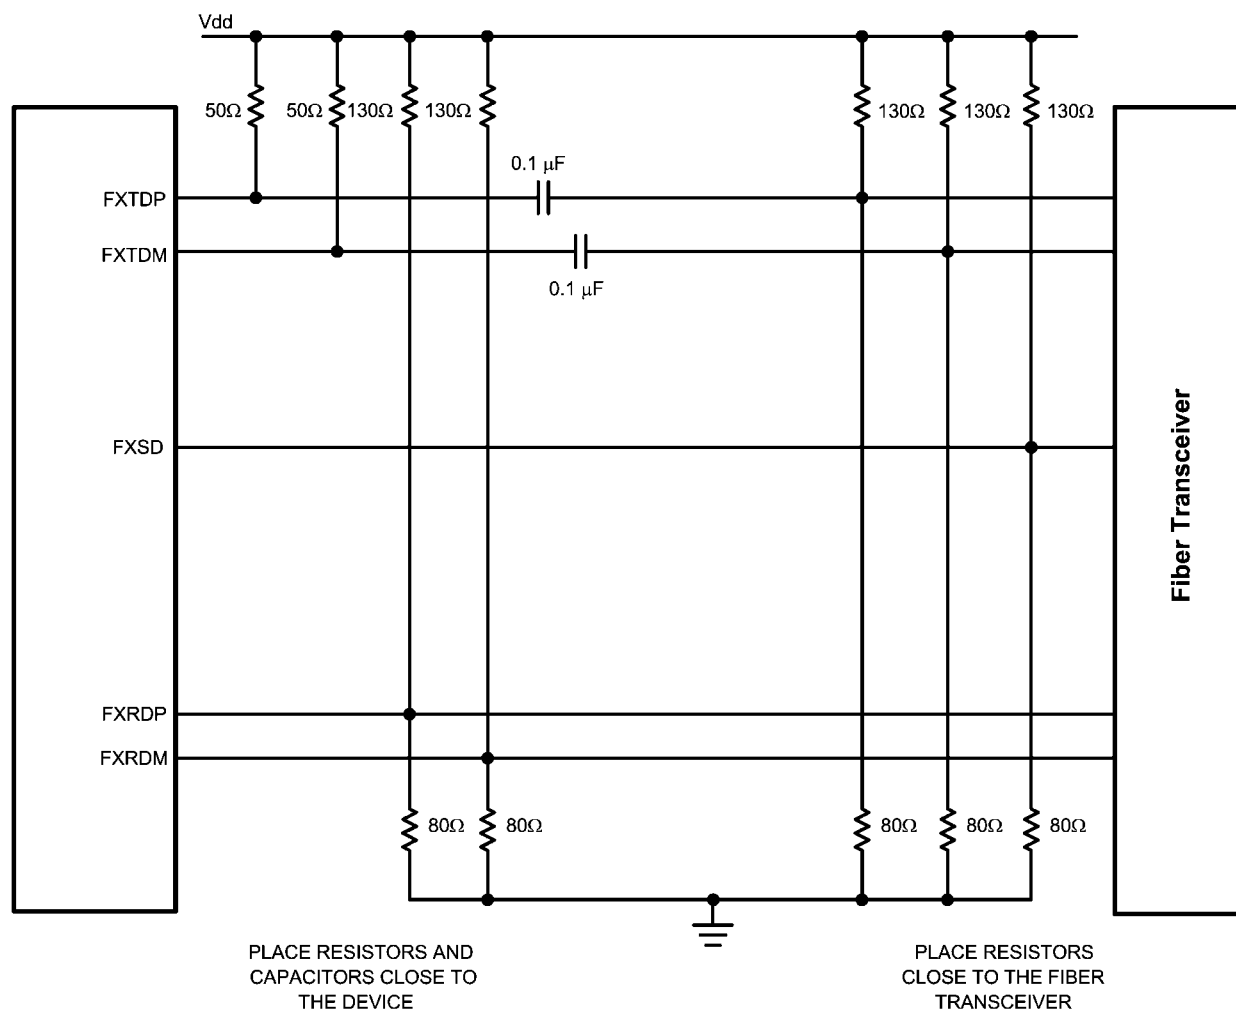 Vdd
50Ω
50Ω
130Ω
130Ω
130Ω
130Ω
130Ω
0.1 μF
FXTDP
FXTDM
0.1 μF
FXSD
Fiber Transceiver
FXRDP
FXRDM
80Ω
80Ω
80Ω
80Ω
80Ω
PLACE RESISTORS AND
CAPACITORS CLOSE TO
THE DEVICE
PLACE RESISTORS
CLOSE TO THE FIBER
TRANSCEIVER